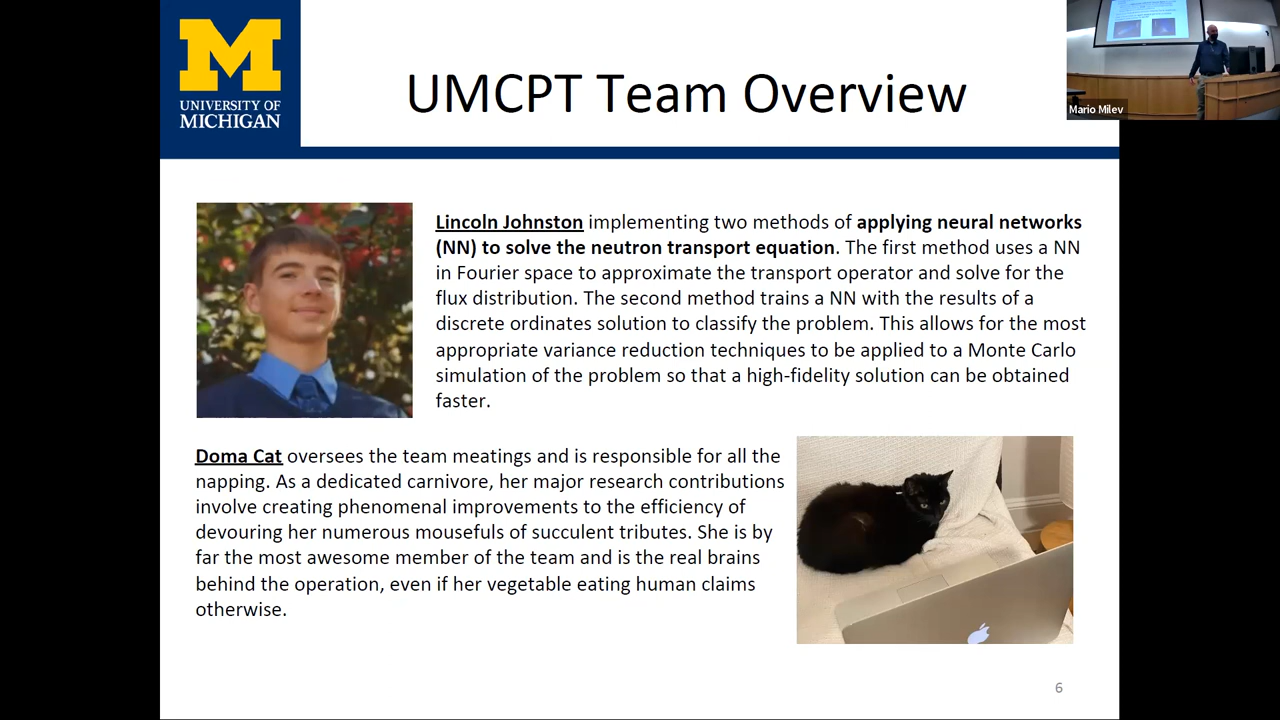 UNIVERSITY OF
MICHIGAN
UMCPT Team Overview
Mario Milev
Lincoln Johnston implementing two methods of applying neural networks
(NN) to solve the neutron transport equation. The first method uses a NN
in Fourier space to approximate the transport operator and solve for the
flux distribution. The second method trains a NN with the results of a
discrete ordinates solution to classify the problem. This allows for the most
appropriate variance reduction techniques to be applied to a Monte Carlo
simulation of the problem so that a high-fidelity solution can be obtained
faster.
Doma Cat oversees the team meatings and is responsible for all the
napping. As a dedicated carnivore, her major research contributions
involve creating phenomenal improvements to the efficiency of
devouring her numerous mousefuls of succulent tributes. She is by
far the most awesome member of the team and is the real brains
behind the operation, even if her vegetable eating human claims
otherwise.
6